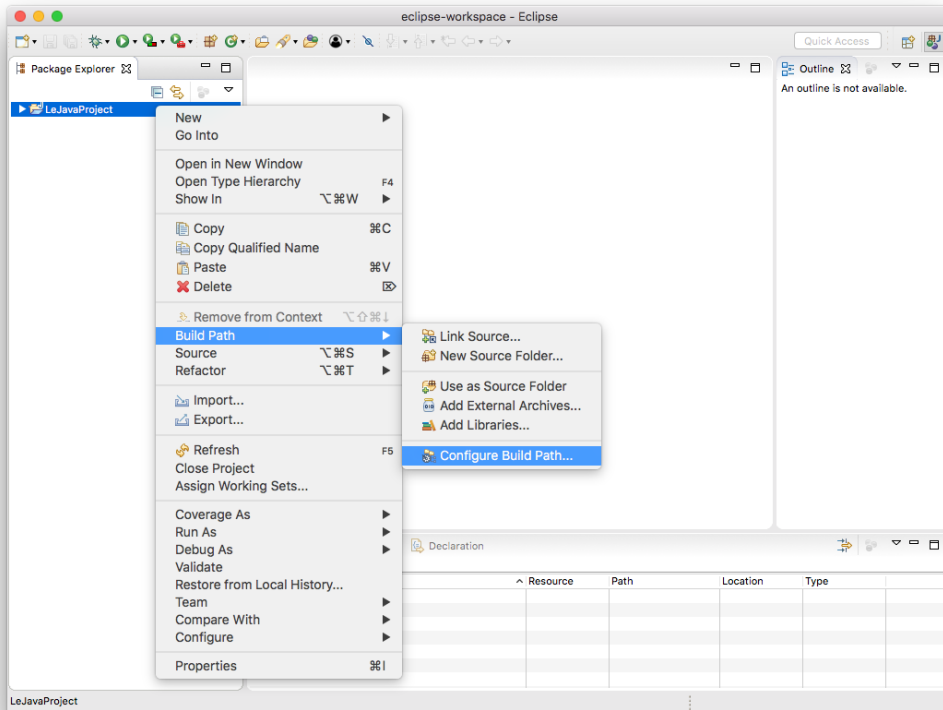 eclipse-workspace - Eclipse
Quick Access
Package Explorer
Outline
An outline is not available.
LeJavaProject
New
Go Into
Open in New Window
Open Type Hierarchy F4
Show In ⌥⌘W
Copy ⌘C
Copy Qualified Name
Paste ⌘V
Delete ⌦
Remove from Context ⌥⇧⌘↓
Build Path
Source ⌥⌘S
Refactor ⌥⌘T
Import...
Export...
Refresh F5
Close Project
Assign Working Sets...
Coverage As
Run As
Debug As
Validate
Restore from Local History...
Team
Compare With
Configure
Properties ⌘I
Link Source...
New Source Folder...
Use as Source Folder
Add External Archives...
Add Libraries...
Configure Build Path...
Declaration
Resource Path Location Type
LeJavaProject